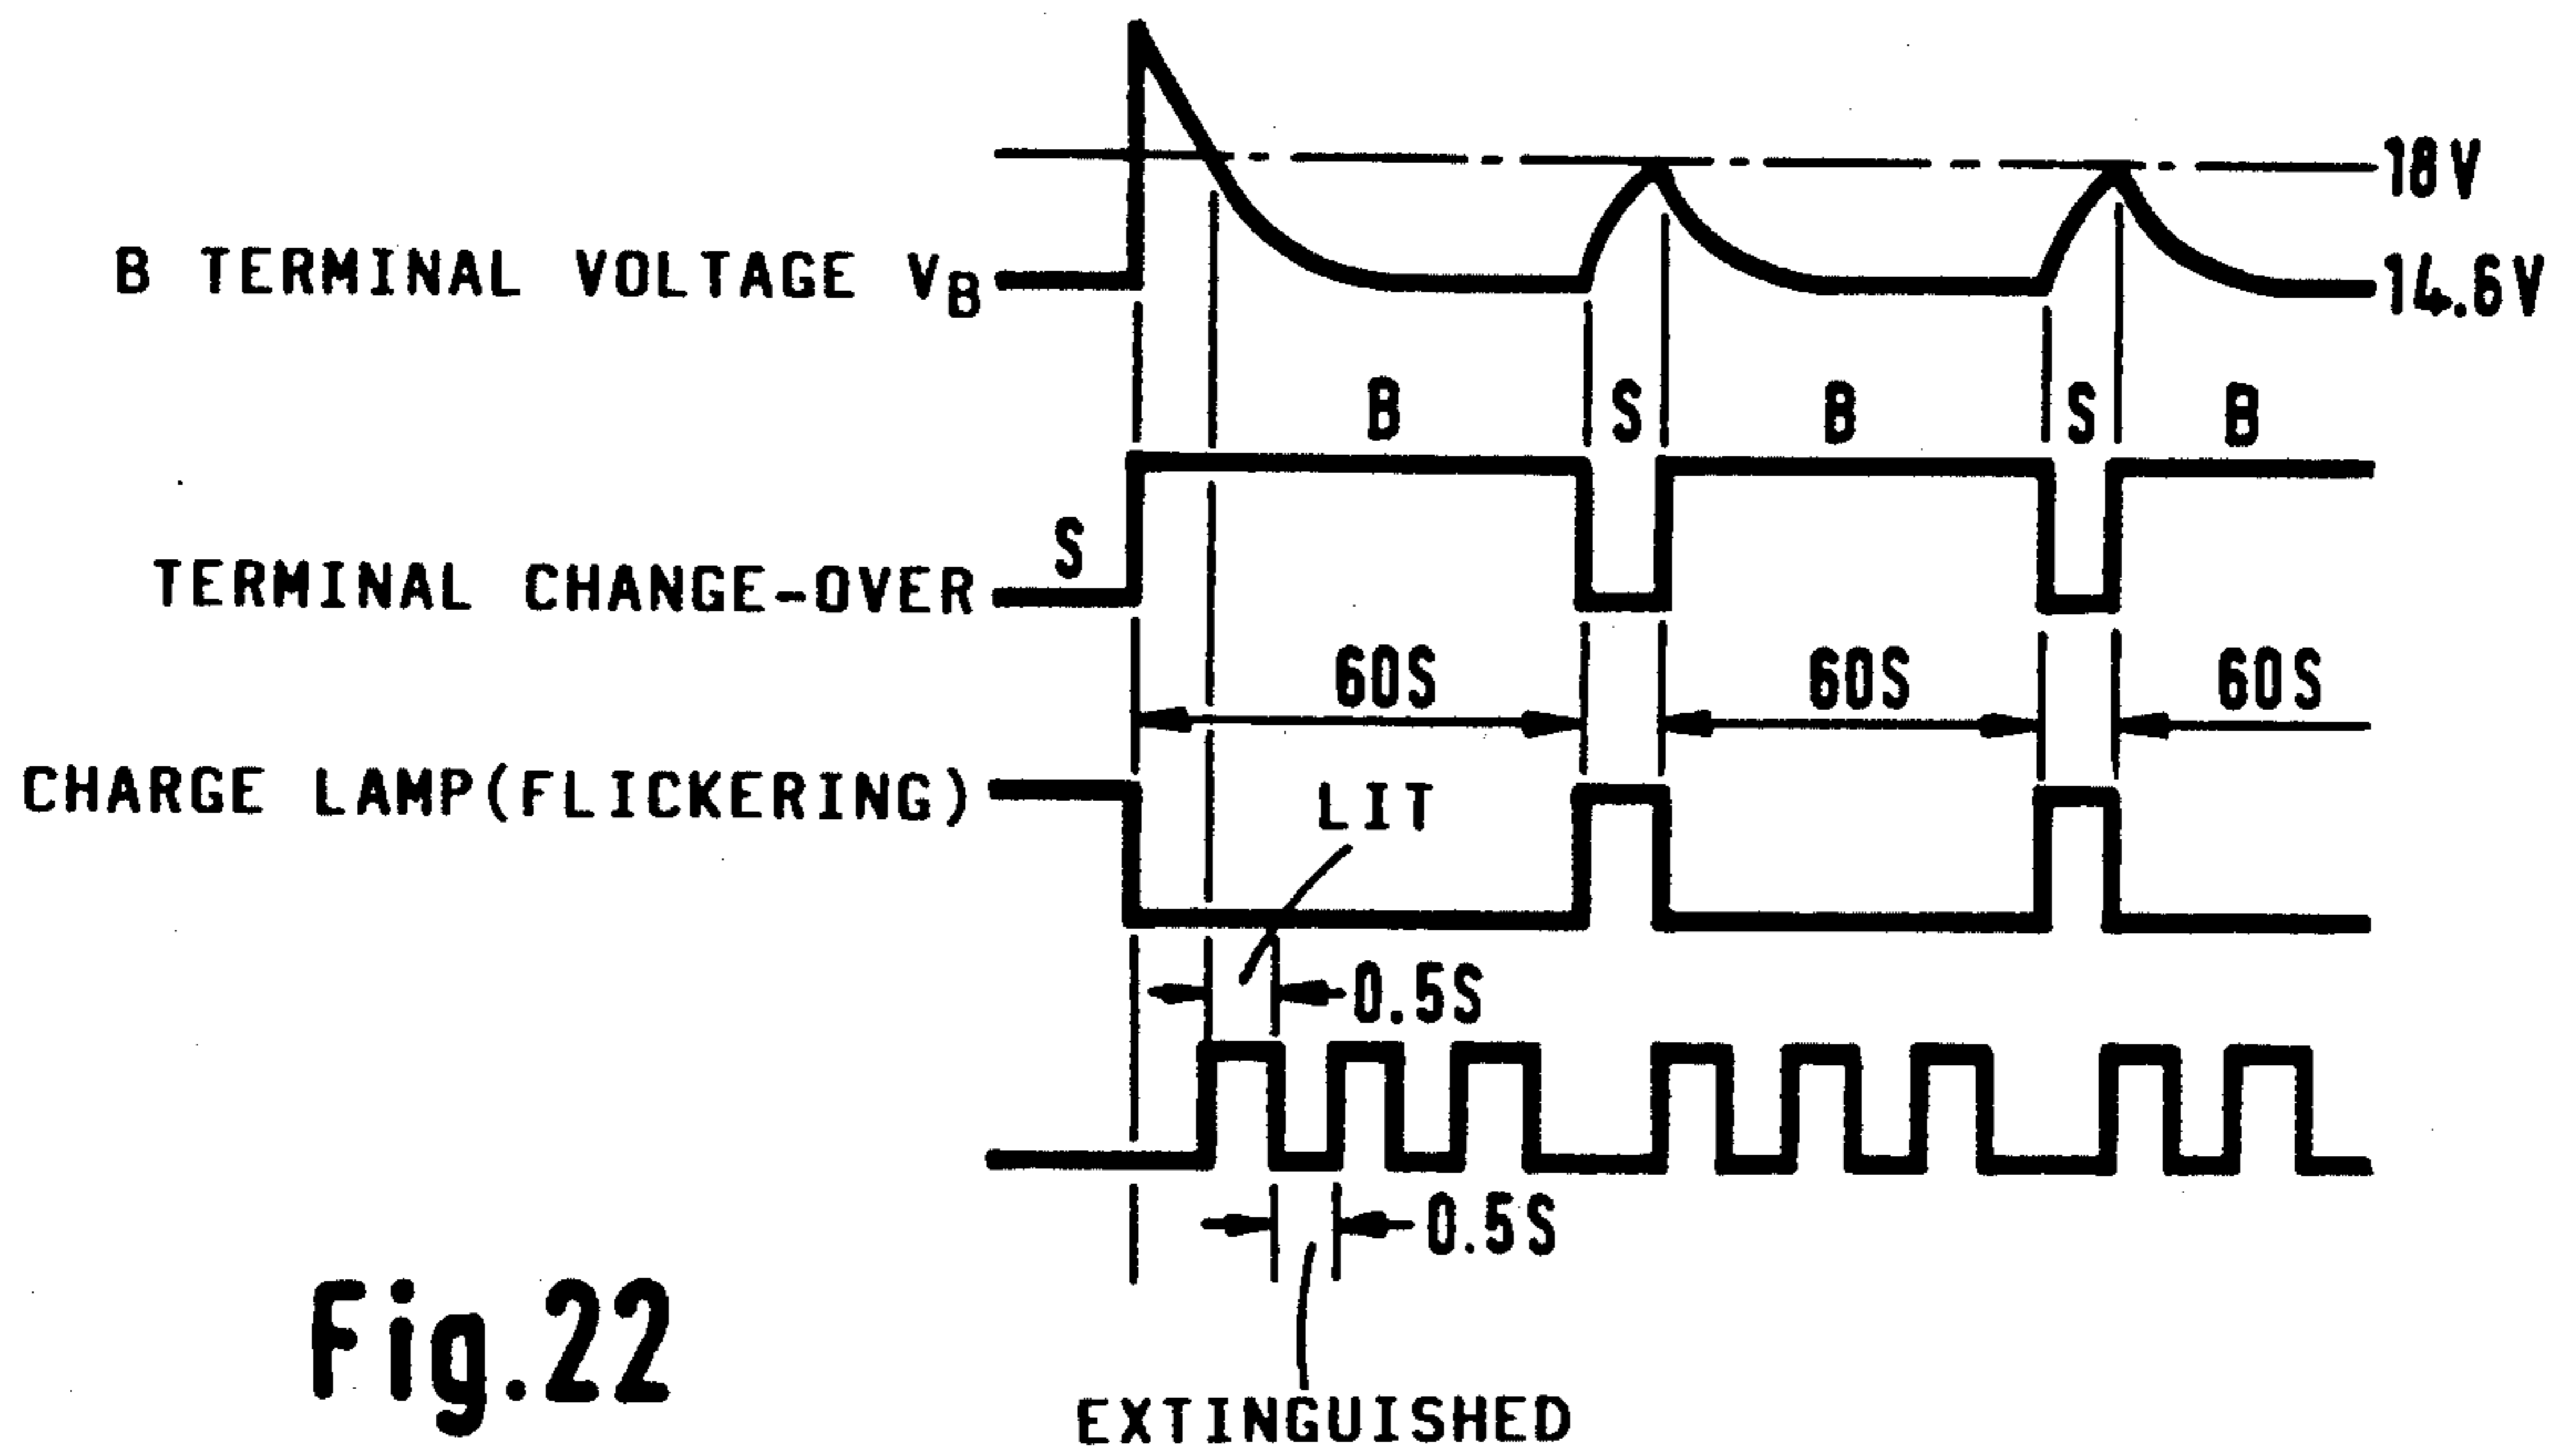 18V
B TERMINAL VOLTAGE VB
14.6V
B S B S B
S
TERMINAL CHANGE-OVER
60S 60S 60S
CHARGE LAMP(FLICKERING)
LIT
0.5S
0.5S
EXTINGUISHED
Fig.22